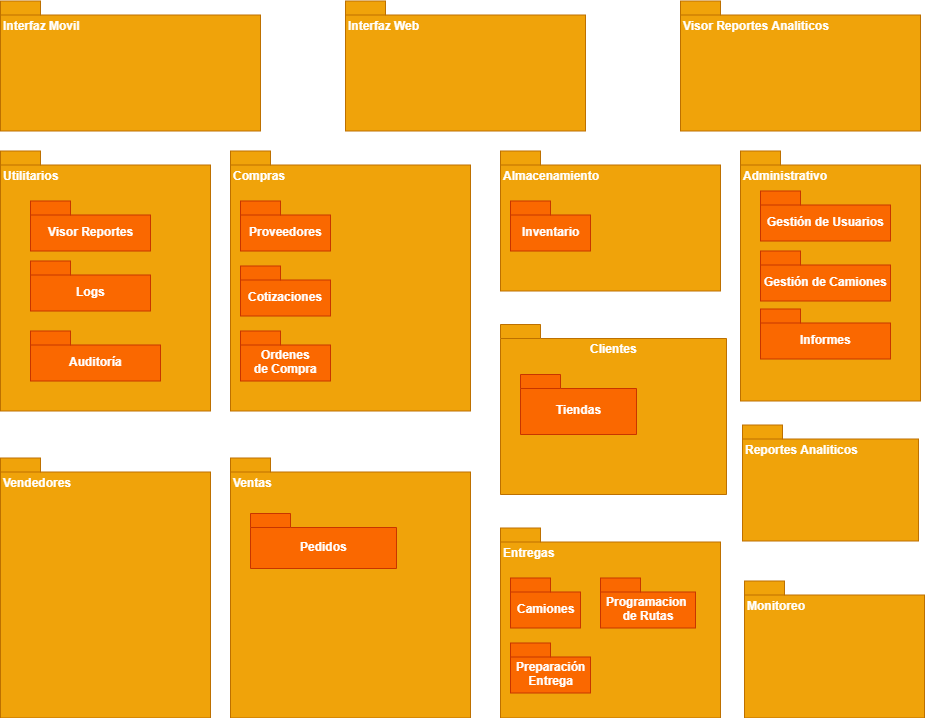 Interfaz Movil
Interfaz Web
Visor Reportes Analiticos
Utilitarios
Visor Reportes
Logs
Auditoría
Compras
Proveedores
Cotizaciones
Ordenes
de Compra
Almacenamiento
Inventario
Administrativo
Gestión de Usuarios
Gestión de Camiones
Informes
Clientes
Tiendas
Reportes Analiticos
Vendedores
Ventas
Pedidos
Entregas
Camiones
Programacion
de Rutas
Preparación
Entrega
Monitoreo